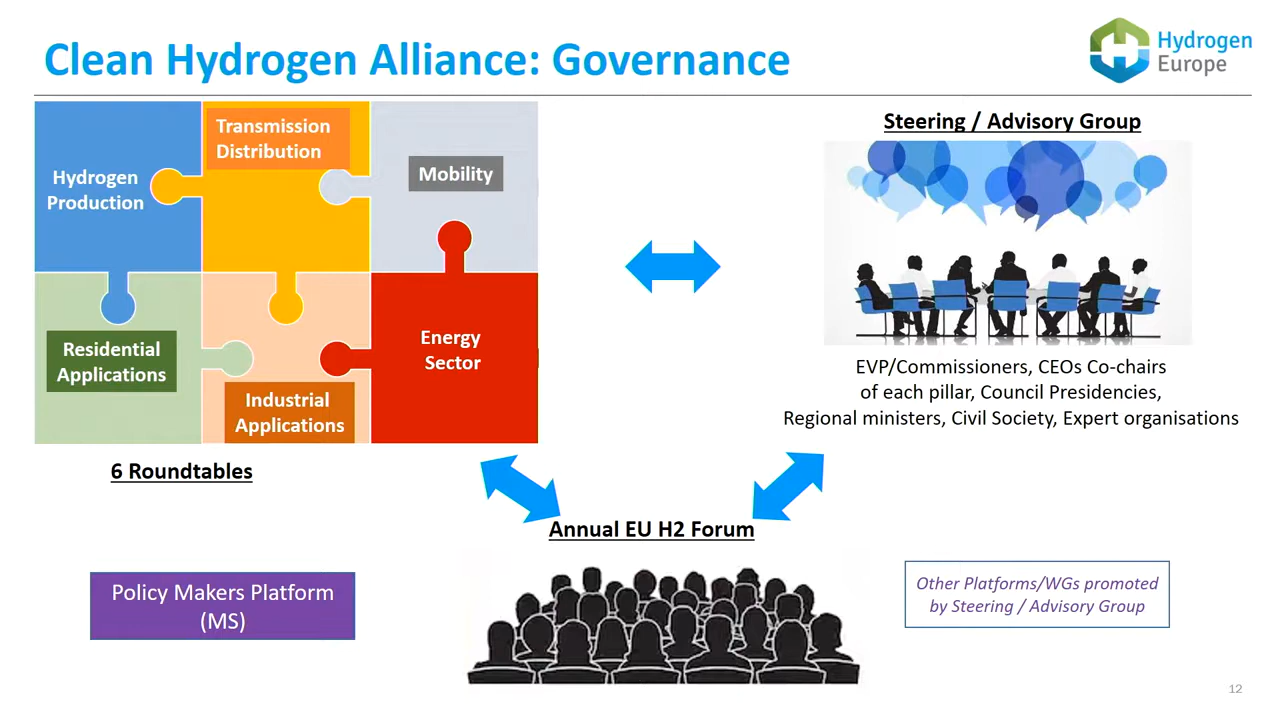 Clean Hydrogen Alliance: Governance
Hydrogen
Europe
Hydrogen
Production
Transmission
Distribution
Mobility
Residential
Applications
Industrial
Applications
Energy
Sector
6 Roundtables
Steering / Advisory Group
EVP/Commissioners, CEOs Co-chairs
of each pillar, Council Presidencies,
Regional ministers, Civil Society, Expert organisations
Annual EU H2 Forum
Policy Makers Platform
(MS)
Other Platforms/WGs promoted
by Steering / Advisory Group
12